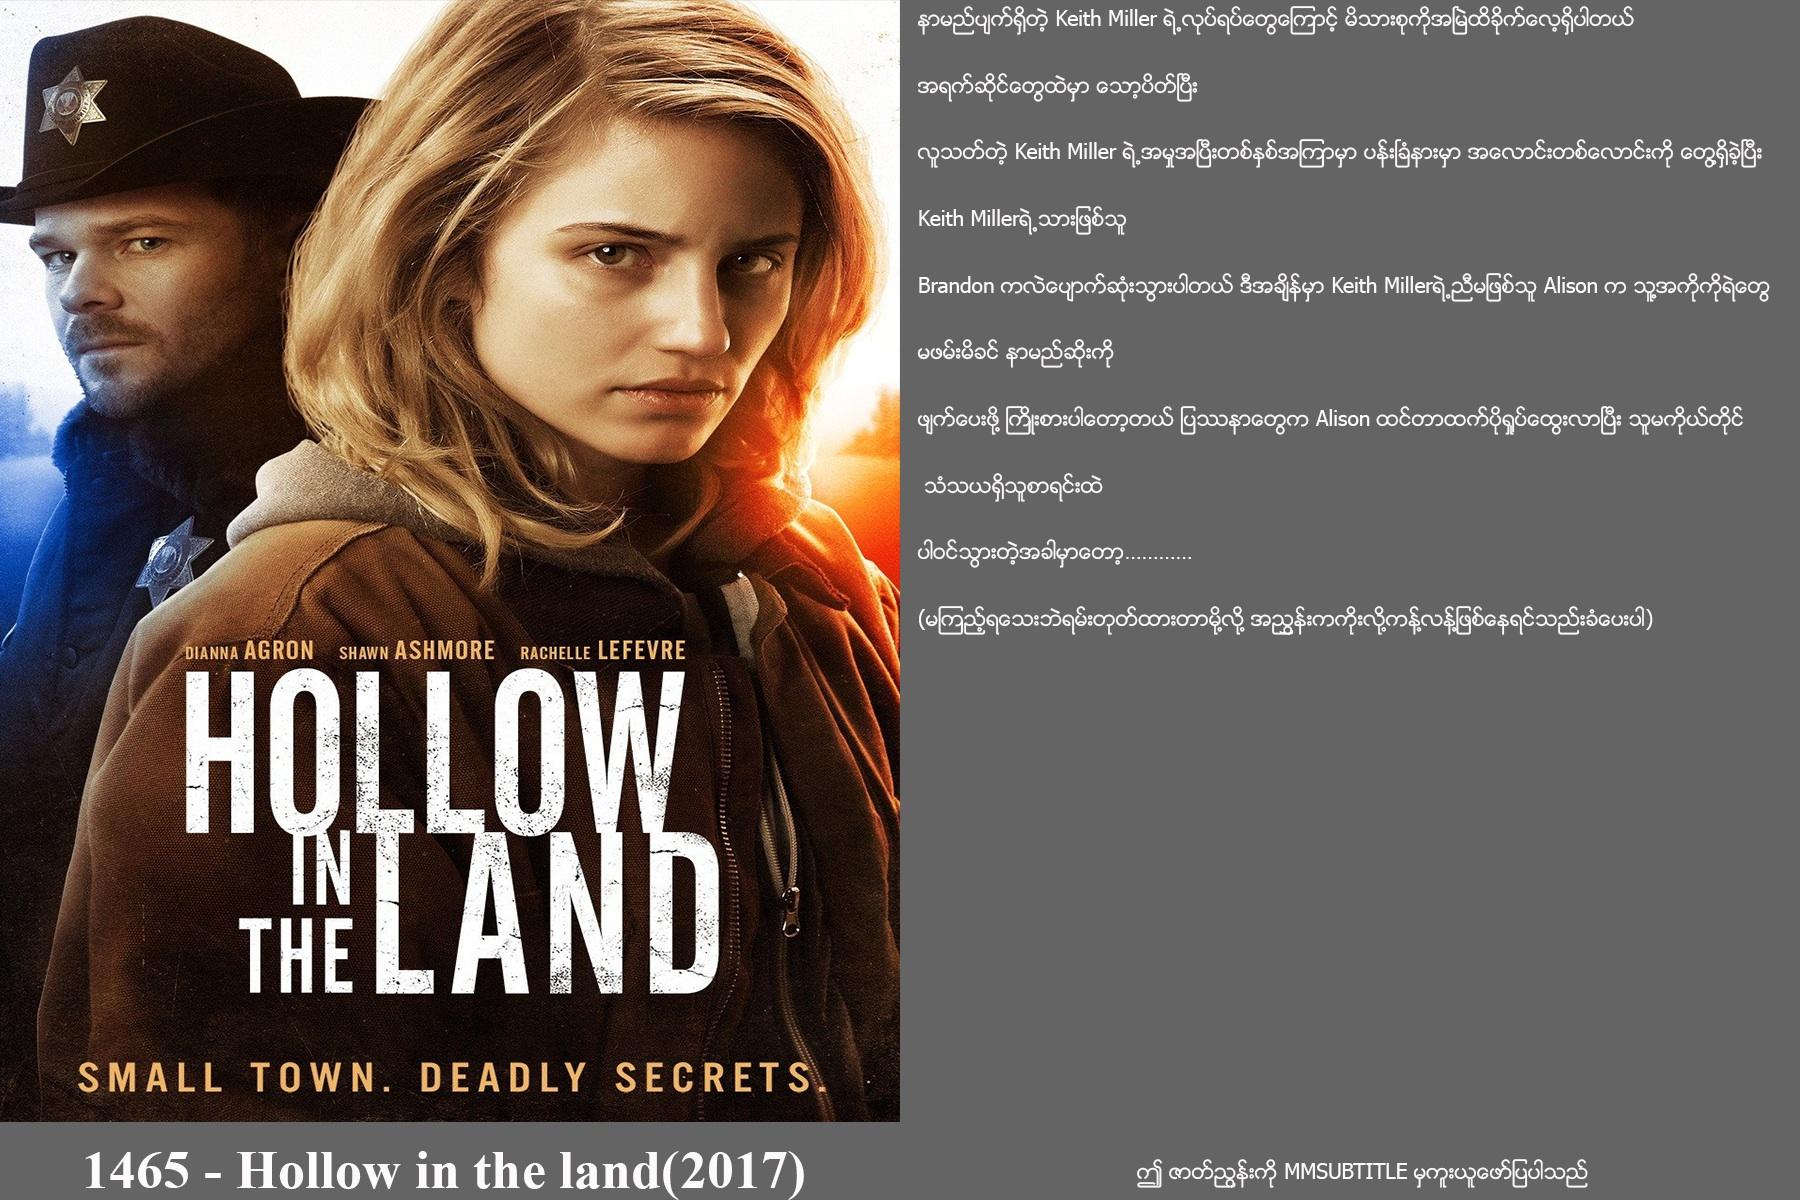 DIANNA AGRON SHAWN ASHMORE RACHELLE LEFEVRE
HOLLOW
IN
THE LAND
SMALL TOWN. DEADLY SECRETS.
1465 - Hollow in the land(2017)
နာမည်ပျက်ရှိတဲ့ Keith Miller ရဲ့လုပ်ရပ်တွေကြောင့် မိသားစုကိုအမြဲထိခိုက်လေ့ရှိပါတယ်
အရက်ဆိုင်တွေထဲမှာ သော့ပိတ်ပြီး
လူသတ်တဲ့ Keith Miller ရဲ့အမှုအပြီးတစ်နှစ်အကြာမှာ ပန်းခြံနားမှာ အလောင်းတစ်လောင်းကို တွေ့ရှိခဲ့ပြီး
Keith Millerရဲ့သားဖြစ်သူ
Brandon ကလဲပျောက်ဆုံးသွားပါတယ် ဒီအချိန်မှာ Keith Millerရဲ့ညီမဖြစ်သူ Alison က သူ့အကိုကိုရဲတွေ
မဖမ်းမိခင် နာမည်ဆိုးကို
ဖျက်ပေးဖို့ ကြိုးစားပါတော့တယ် ပြဿနာတွေက Alison ထင်တာထက်ပိုရှုပ်ထွေးလာပြီး သူမကိုယ်တိုင်
သံသယရှိသူစာရင်းထဲ
ပါဝင်သွားတဲ့အခါမှာတော့............
(မကြည့်ရသေးဘဲရမ်းတုတ်ထားတာမို့လို့ အညွှန်းကကိုးလို့ကန့်လန့်ဖြစ်နေရင်သည်းခံပေးပါ)
ဤ ဇာတ်ညွှန်းကို MMSUBTITLE မှကူးယူဖော်ပြပါသည်